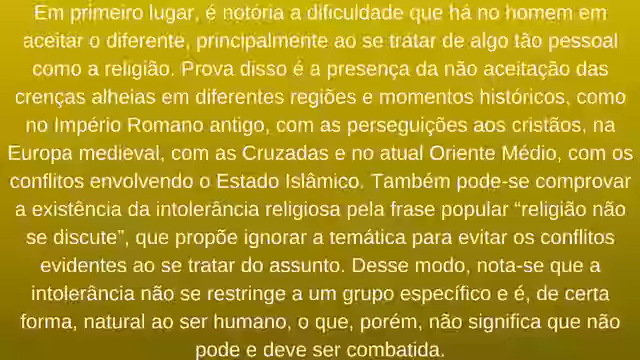 Em primeiro lugar, é notória a dificuldade que há no homem em
aceitar o diferente, principalmente ao se tratar de algo tão pessoal
como a religião. Prova disso é a presença da não aceitação das
crenças alheias em diferentes regiões e momentos históricos, como
no Império Romano antigo, com as perseguições aos cristãos, na
Europa medieval, com as Cruzadas e no atual Oriente Médio, com os
conflitos envolvendo o Estado Islâmico. Também pode-se comprovar
a existência da intolerância religiosa pela frase popular “religião não
se discute”, que propõe ignorar a temática para evitar os conflitos
evidentes ao se tratar do assunto. Desse modo, nota-se que a
intolerância não se restringe a um grupo específico e é, de certa
forma, natural ao ser humano, o que, porém, não significa que não
pode e deve ser combatida.